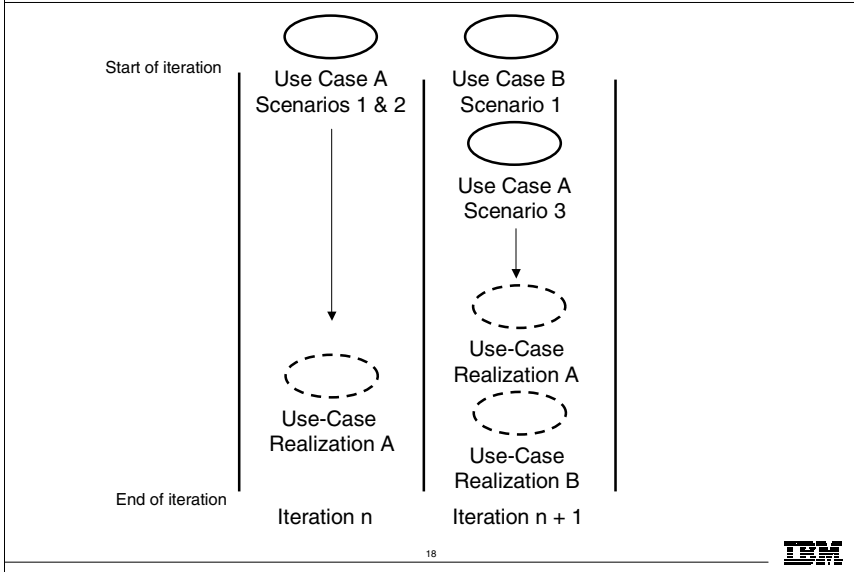 Start of iteration
Use Case A
Scenarios 1 & 2
Use-Case
Realization A
Use Case B
Scenario 1
Use Case A
Scenario 3
Use-Case
Realization A
Use-Case
Realization B
End of iteration
Iteration n
Iteration n + 1
18
IBM